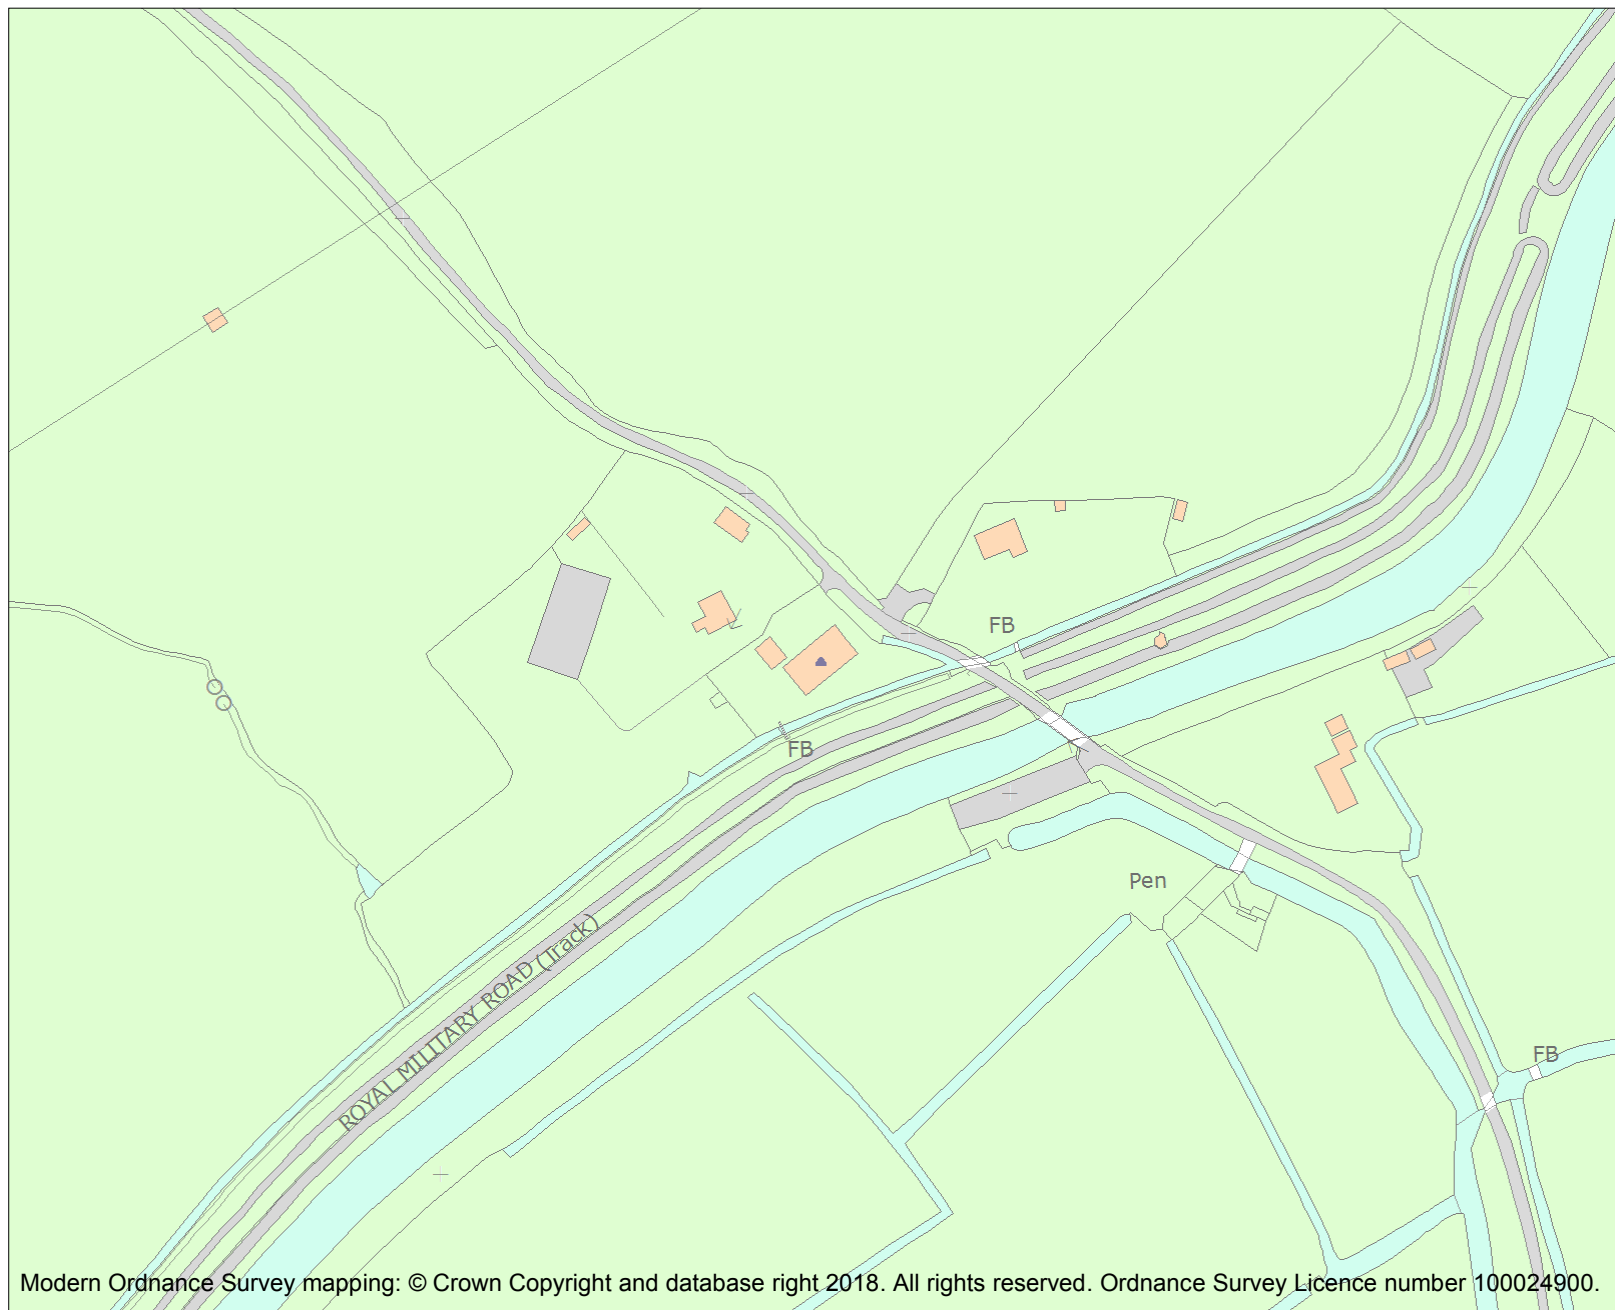 FB
FB
Pen
ROYAL MILITARY ROAD (Track)
FB
Modern Ordnance Survey mapping: © Crown Copyright and database right 2018. All rights reserved. Ordnance Survey Licence number 100024900.